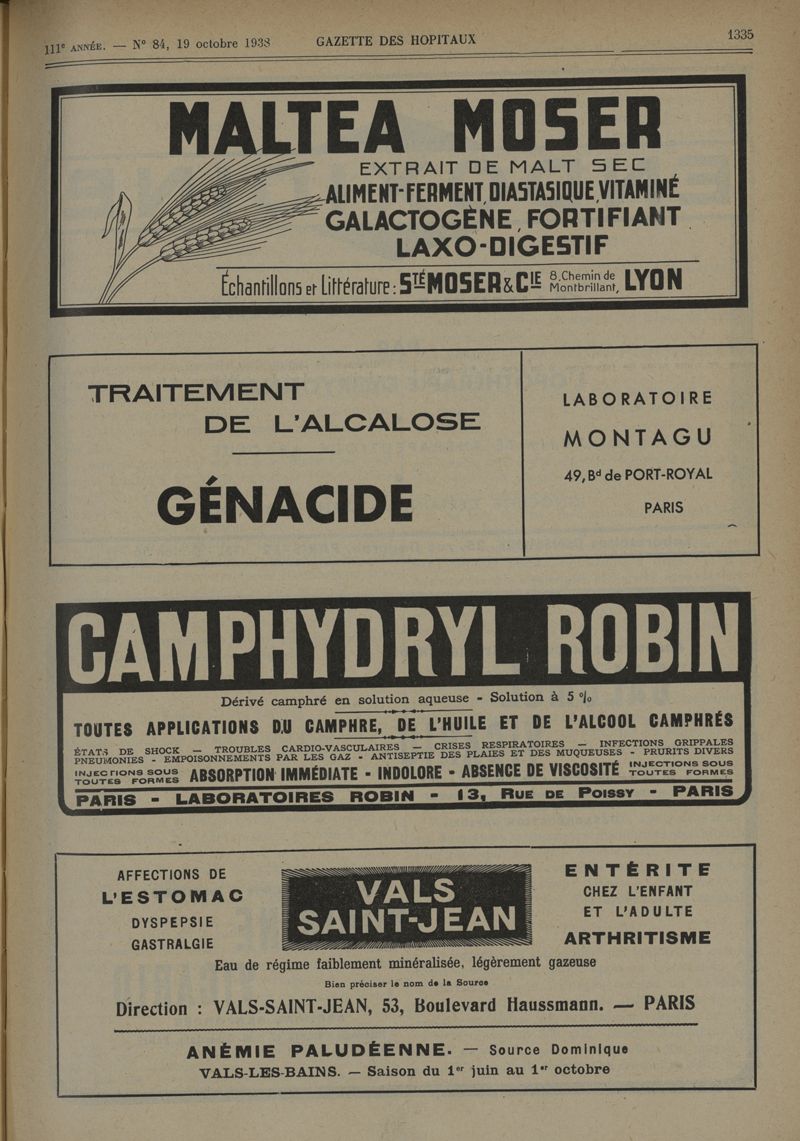 111e ANNÉE. — N° 84, 19 octobre 1938 GAZETTE DES HOPITAUX 1335
MALTEA MOSER
EXTRAIT DE MALT SEC
ALIMENT-FERMENT, DIASTASIQUE, VITAMINÉ
GALACTOGÈNE, FORTIFIANT
LAXO-DIGESTIF
Échantillons et Littérature: STÉ MOSER & CIE 8, Chemin de Montbrillant, LYON
TRAITEMENT
DE L'ALCALOSE
GÉNACIDE
LABORATOIRE
MONTAGU
49, Bd de PORT-ROYAL
PARIS
CAMPHYDRYL ROBIN
Dérivé camphré en solution aqueuse - Solution à 5 %
TOUTES APPLICATIONS DU CAMPHRE, DE L'HUILE ET DE L'ALCOOL CAMPHRÉS
ÉTATS DE SHOCK — TROUBLES CARDIO-VASCULAIRES — CRISES RESPIRATOIRES — INFECTIONS GRIPPALES
PNEUMONIES - EMPOISONNEMENTS PAR LES GAZ - ANTISEPTIE DES PLAIES ET DES MUQUEUSES - PRURITS DIVERS
INJECTIONS SOUS TOUTES FORMES ABSORPTION IMMÉDIATE - INDOLORE - ABSENCE DE VISCOSITÉ INJECTIONS SOUS TOUTES FORMES
PARIS - LABORATOIRES ROBIN - 13, RUE DE POISSY - PARIS
AFFECTIONS DE
L'ESTOMAC
DYSPEPSIE
GASTRALGIE
VALS
SAINT-JEAN
ENTÉRITE
CHEZ L'ENFANT
ET L'ADULTE
ARTHRITISME
Eau de régime faiblement minéralisée, légèrement gazeuse
Bien préciser le nom de la Source
Direction : VALS-SAINT-JEAN, 53, Boulevard Haussmann. — PARIS
ANÉMIE PALUDÉENNE. — Source Dominique
VALS-LES-BAINS. — Saison du 1er juin au 1er octobre